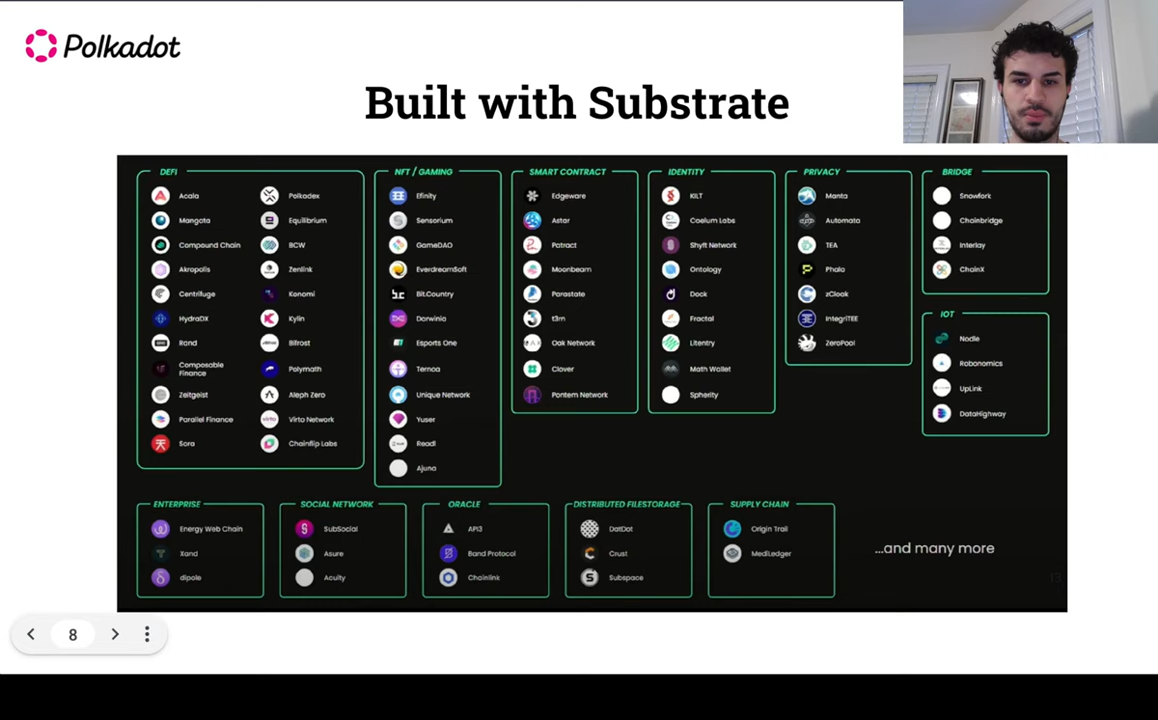 Polkadot
Built with Substrate
DEFI
Acala
Mangata
Compound Chain
Akropolis
Centrifuge
HydraDX
Rand
Composable
Finance
Zeitgeist
Parallel Finance
Sora
Polkadex
Equilibrium
BCW
Zenlink
Konomi
Kylin
Bifrost
Polymath
Aleph Zero
Virto Network
Chainflip Labs
NFT / GAMING
Efinity
Sensorium
GameDAO
EverdreamSoft
Bit.Country
Darwinia
Esports One
Ternoa
Unique Network
Yuser
Readl
Ajuna
SMART CONTRACT
Edgeware
Astar
Patract
Moonbeam
Parastate
t3rn
Oak Network
Clover
Pontem Network
IDENTITY
KILT
Caelum Labs
Shyft Network
Ontology
Dock
Fractal
Litentry
Math Wallet
Spherity
PRIVACY
Manta
Automata
TEA
Phala
zCloak
IntegriTEE
ZeroPool
BRIDGE
Snowfork
Chainbridge
Interlay
ChainX
IOT
Nodle
Robonomics
UpLink
DataHighway
ENTERPRISE
Energy Web Chain
Xand
dipole
SOCIAL NETWORK
SubSocial
Asure
Acuity
ORACLE
API3
Band Protocol
Chainlink
DISTRIBUTED FILESTORAGE
DatDot
Crust
Subspace
SUPPLY CHAIN
Origin Trail
MediLedger
...and many more
13
8